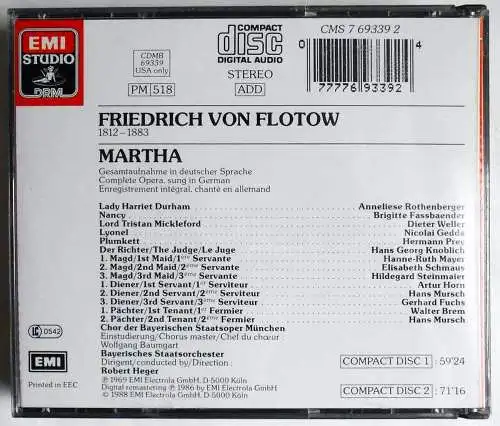 EMI
STUDIO
DRM
CDMB
69339
USA only
PM 518
COMPACT
disc
DIGITAL AUDIO
STEREO
ADD
CMS 7 69339 2
0 77776 93392 4
FRIEDRICH VON FLOTOW
1812–1883
MARTHA
Gesamtaufnahme in deutscher Sprache
Complete Opera, sung in German
Enregistrement intégral, chanté en allemand
Lady Harriet Durham Anneliese Rothenberger
Nancy Brigitte Fassbaender
Lord Tristan Mickleford Dieter Weller
Lyonel Nicolai Gedda
Plumkett Hermann Prey
Der Richter/The Judge/Le Juge Hans Georg Knoblich
1. Magd/1st Maid/1ère Servante Hanne-Ruth Mayer
2. Magd/2nd Maid/2ème Servante Elisabeth Schmaus
3. Magd/3rd Maid/3ème Servante Hildegard Steinmaier
1. Diener/1st Servant/1er Serviteur Artur Horn
2. Diener/2nd Servant/2ème Serviteur Hans Mursch
3. Diener/3rd Servant/3ème Serviteur Gerhard Fuchs
1. Pächter/1st Tenant/1er Fermier Walter Brem
2. Pächter/2nd Tenant/2ème Fermier Hans Mursch
Chor der Bayerischen Staatsoper München
Einstudierung/Chorus master/Chef du chœur:
Wolfgang Baumgart
Bayerisches Staatsorchester
Dirigent/conducted by/Direction:
Robert Heger
℗ 1969 EMI Electrola GmbH, D-5000 Köln
Digital remastering ℗ 1986 by EMI Electrola GmbH
© 1988 EMI Electrola GmbH, D-5000 Köln
COMPACT DISC 1 : 59'24
COMPACT DISC 2 : 71'16
LC 0542
EMI
Printed in EEC